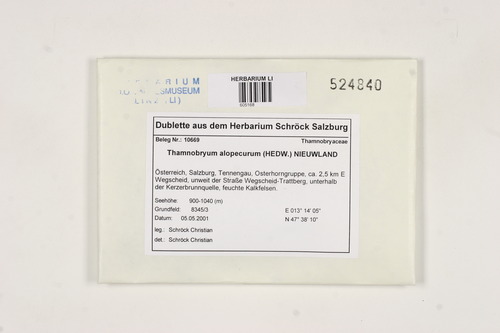 HERBARIUM LI
524840
MUSEUM
(LI)
Dublette aus dem Herbarium Schröck Salzburg
Beleg Nr.: 10669 Thamnobryaceae
Thamnobryum alopecurum (HEDW.) NIEUWLAND
Österreich, Salzburg, Tennengau, Osterhorngruppe, ca. 2,5 km E
Wegscheid, unweit der Straße Wegscheid-Trattberg, unterhalb
der Kerzerbrunnquelle, feuchte Kalkfelsen.
Seehöhe: 900-1040 (m)
Grundfeld: 8345/3 E 013° 14' 05"
Datum: 05.05.2001 N 47° 38' 10"
leg.: Schröck Christian
det.: Schröck Christian